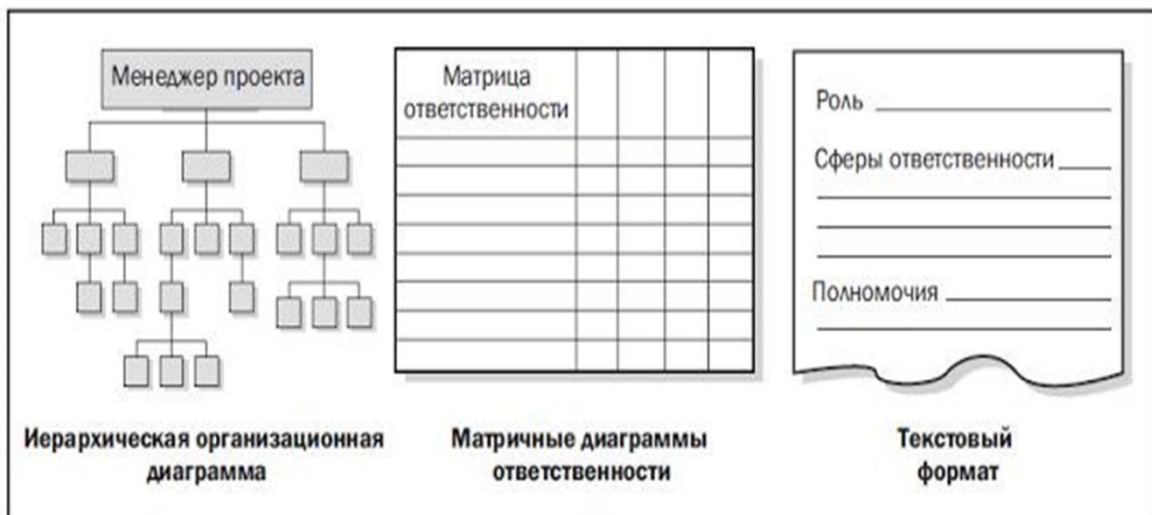 Менеджер проекта
Матрица
ответственности
Роль
Сферы ответственности
Полномочия
Иерархическая организационная
диаграмма
Матричные диаграммы
ответственности
Текстовый
формат